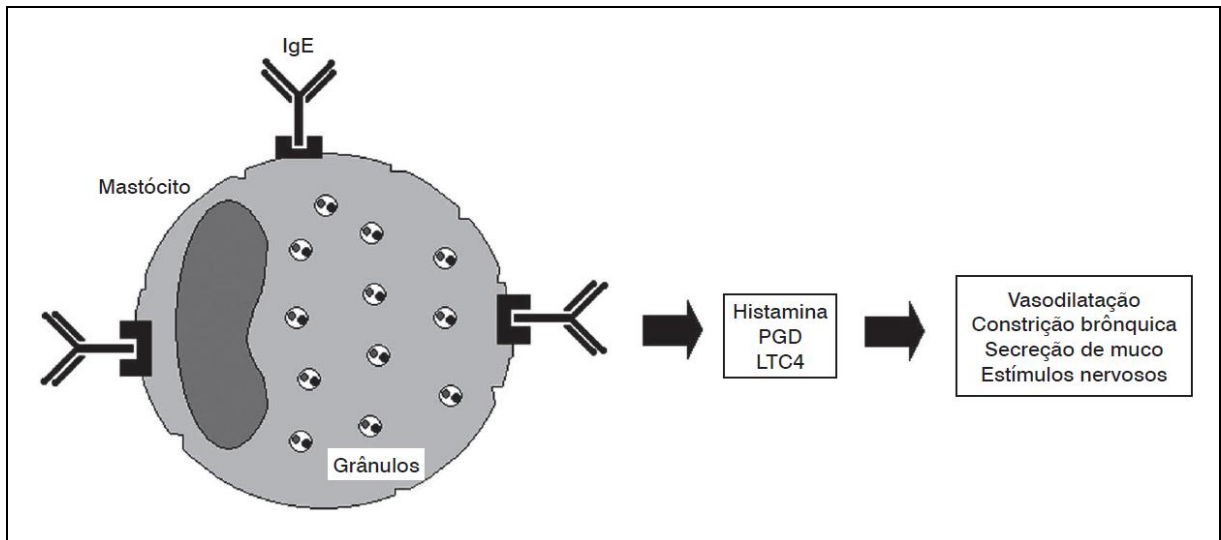 IgE
Mastócito
Grânulos
Histamina
PGD
LTC4
Vasodilatação
Constrição brônquica
Secreção de muco
Estímulos nervosos